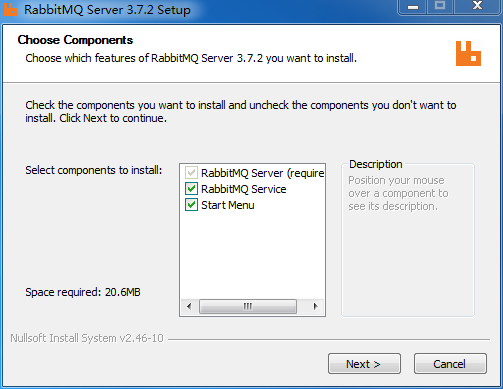 RabbitMQ Server 3.7.2 Setup
Choose Components
Choose which features of RabbitMQ Server 3.7.2 you want to install.
Check the components you want to install and uncheck the components you don't want to
install. Click Next to continue.
Select components to install:
RabbitMQ Server (require
RabbitMQ Service
Start Menu
Description
Position your mouse
over a component to
see its description.
Space required: 20.6MB
Nullsoft Install System v2.46-10
Next >
Cancel